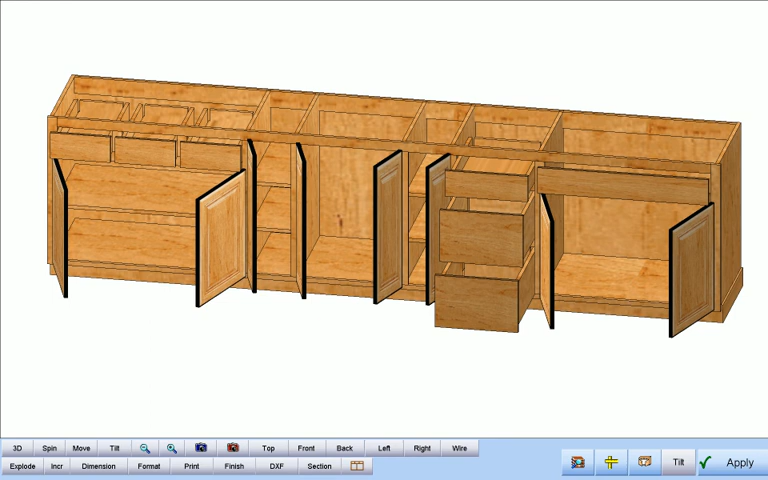 3D Spin Move Tilt Top Front Back Left Right Wire
Explode Incr Dimension Format Print Finish DXF Section
Tilt Apply